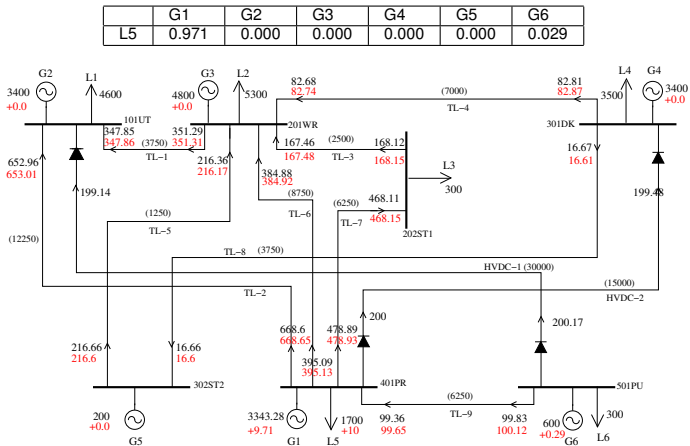 G1 G2 G3 G4 G5 G6
L5 0.971 0.000 0.000 0.000 0.000 0.029
G2 L1 G3 L2 L4 G4
3400 +0.0 4600 4800 +0.0 5300 3500 3400 +0.0
82.68 (7000) 82.81
82.74 TL−4 82.87
101UT 201WR 301DK
347.85 351.29
347.86 (3750) 351.31
TL−1
167.46 (2500) 168.12
167.48 TL−3 168.15
16.67
16.61
652.96
653.01
216.36
216.17
384.88
384.92
L3
300
199.14
199.48
(8750)
TL−6
468.11
(6250) 468.15
TL−7
202ST1
(1250)
TL−5
(12250)
TL−8 (3750)
HVDC−1 (30000)
(15000)
HVDC−2
TL−2
200 200.17
216.66
216.6
16.66
16.6
668.6
668.65
395.09
395.13
478.89
478.93
302ST2 401PR 501PU
(6250)
99.36 TL−9 99.83
99.65 100.12
200
+0.0
G5
3343.28
+9.71
G1
1700
+10
L5
600
+0.29
G6
300
L6